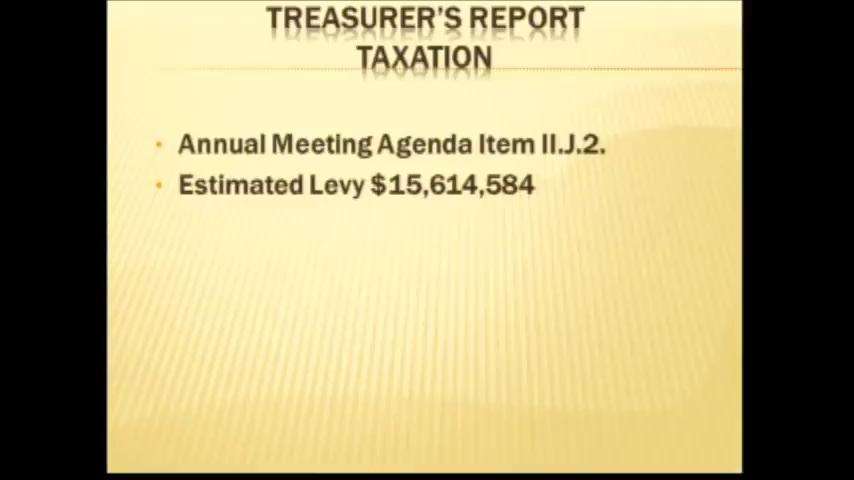 TREASURER'S REPORT
TAXATION
• Annual Meeting Agenda Item II.J.2.
• Estimated Levy $15,614,584